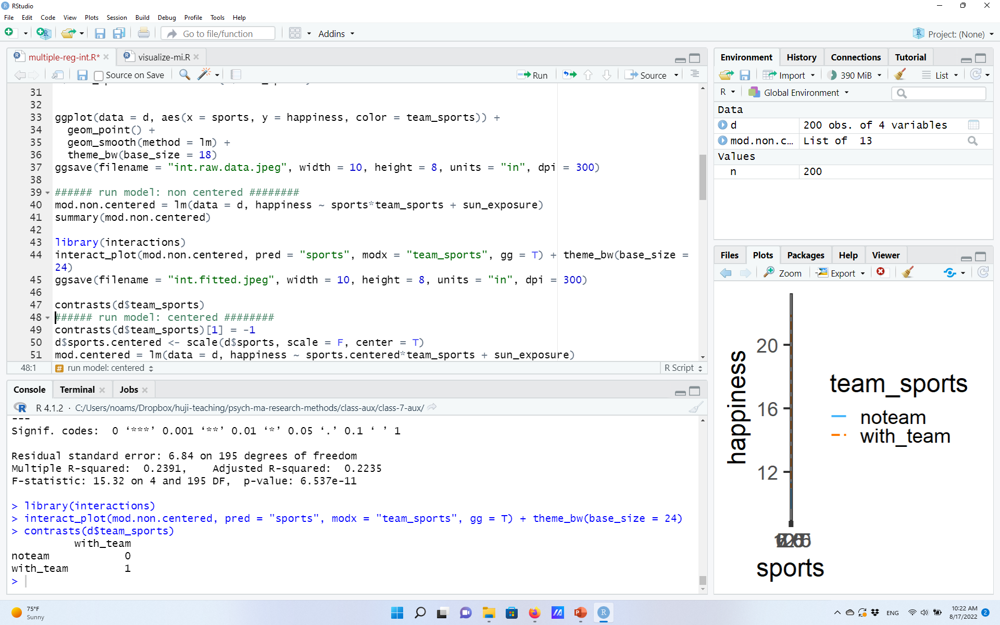 RStudio
File Edit Code View Plots Session Build Debug Profile Tools Help
Go to file/function
Addins
Project: (None)
multiple-reg-int.R*
visualize-mi.R
Source on Save
Run
Source
31
32
33 ggplot(data = d, aes(x = sports, y = happiness, color = team_sports)) +
34 geom_point() +
35 geom_smooth(method = lm) +
36 theme_bw(base_size = 18)
37 ggsave(filename = "int.raw.data.jpeg", width = 10, height = 8, units = "in", dpi = 300)
38
39 ###### run model: non centered ########
40 mod.non.centered = lm(data = d, happiness ~ sports*team_sports + sun_exposure)
41 summary(mod.non.centered)
42
43 library(interactions)
44 interact_plot(mod.non.centered, pred = "sports", modx = "team_sports", gg = T) + theme_bw(base_size =
24)
45 ggsave(filename = "int.fitted.jpeg", width = 10, height = 8, units = "in", dpi = 300)
46
47 contrasts(d$team_sports)
48 ###### run model: centered ########
49 contrasts(d$team_sports)[1] = -1
50 d$sports.centered <- scale(d$sports, scale = F, center = T)
51 mod.centered = lm(data = d, happiness ~ sports.centered*team_sports + sun_exposure)
48:1
# run model: centered
R Script
Console Terminal Jobs
R 4.1.2 · C:/Users/noams/Dropbox/huji-teaching/psych-ma-research-methods/class-aux/class-7-aux/
---
Signif. codes:  0 ‘***’ 0.001 ‘**’ 0.01 ‘*’ 0.05 ‘.’ 0.1 ‘ ’ 1
Residual standard error: 6.84 on 195 degrees of freedom
Multiple R-squared:  0.2391,    Adjusted R-squared:  0.2235
F-statistic: 15.32 on 4 and 195 DF,  p-value: 6.537e-11
> library(interactions)
> interact_plot(mod.non.centered, pred = "sports", modx = "team_sports", gg = T) + theme_bw(base_size = 24)
> contrasts(d$team_sports)
with_team
noteam 0
with_team 1
>
Environment History Connections Tutorial
Import
390 MiB
List
R
Global Environment
Data
d 200 obs. of 4 variables
mod.non.c… List of  13
Values
n 200
Files Plots Packages Help Viewer
Zoom
Export
happiness
20
16
12
sports
team_sports
noteam
with_team
75°F
Sunny
ENG
10:22 AM
8/17/2022
2